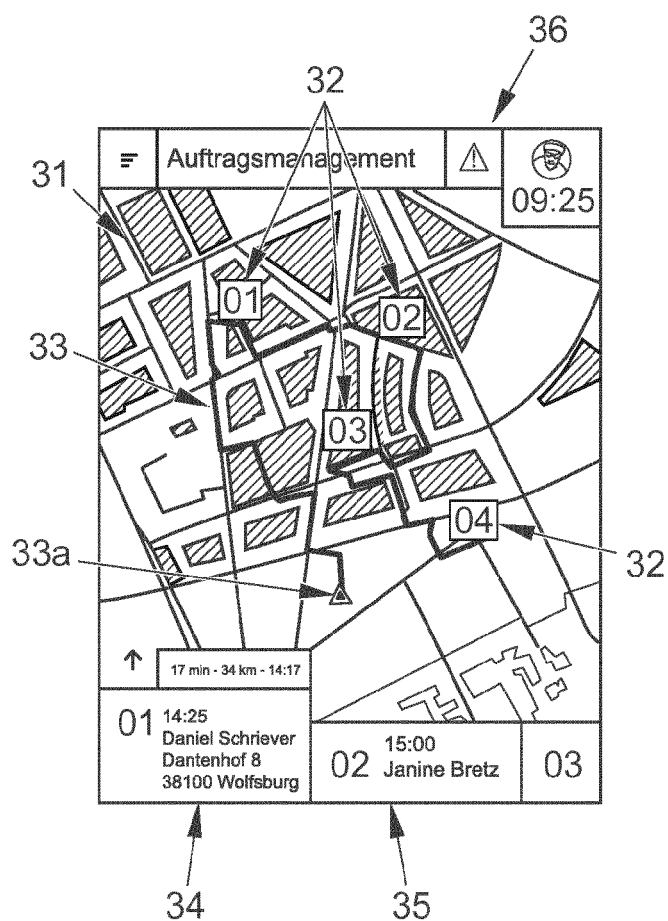 36
32
Auftragsmanagement
09:25
31
01
02
33
03
04
33a
32
17 min - 34 km - 14:17
01 14:25
Daniel Schriever
Dantenhof 8
38100 Wolfsburg
02 15:00
Janine Bretz
03
34
35